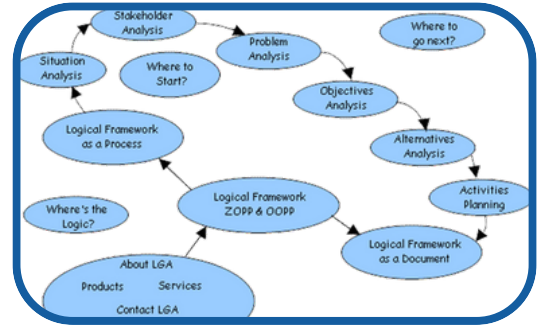 Stakeholder
Analysis
Where to
go next?
Problem
Analysis
Situation
Analysis
Where to
Start?
Objectives
Analysis
Logical Framework
as a Process
Alternatives
Analysis
Activities
Planning
Logical Framework
ZOPP & OOPP
Where's the
Logic?
Logical Framework
as a Document
About LGA
Products Services
Contact LGA